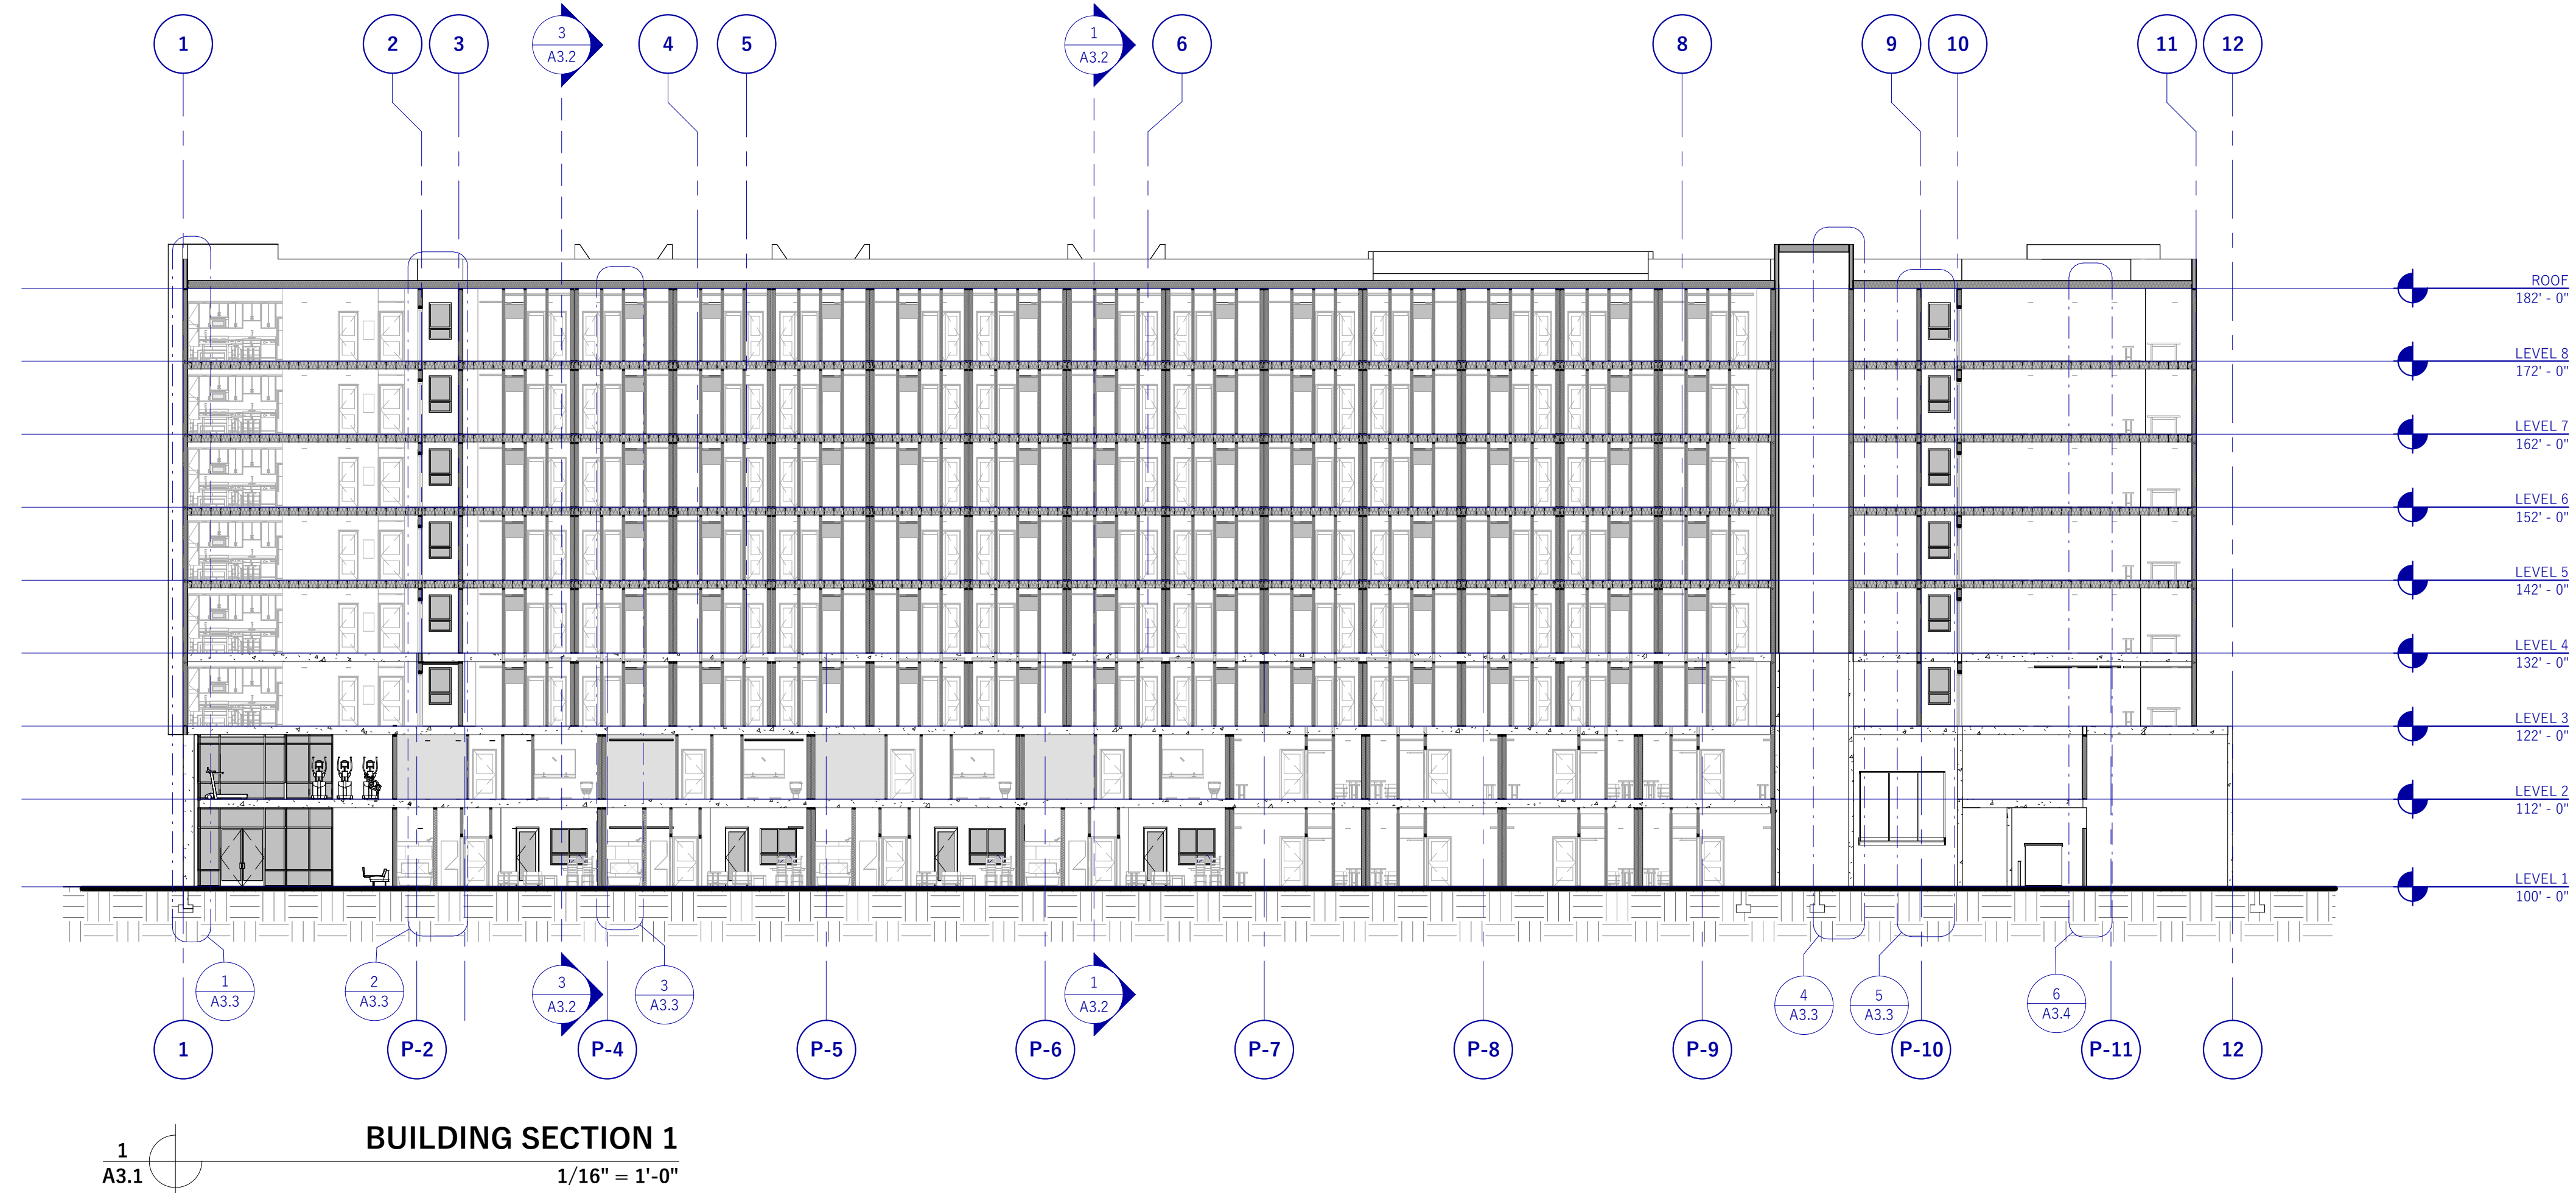 1
2
3
3
A3.2
4
5
1
A3.2
6
8
9
10
11
12
ROOF
182' - 0"
LEVEL 8
172' - 0"
LEVEL 7
162' - 0"
LEVEL 6
152' - 0"
LEVEL 5
142' - 0"
LEVEL 4
132' - 0"
LEVEL 3
122' - 0"
LEVEL 2
112' - 0"
LEVEL 1
100' - 0"
1
A3.3
2
A3.3
3
A3.2
3
A3.3
1
A3.2
4
A3.3
5
A3.3
6
A3.4
1
P-2
P-4
P-5
P-6
P-7
P-8
P-9
P-10
P-11
12
BUILDING SECTION 1
1
A3.1
1/16" = 1'-0"